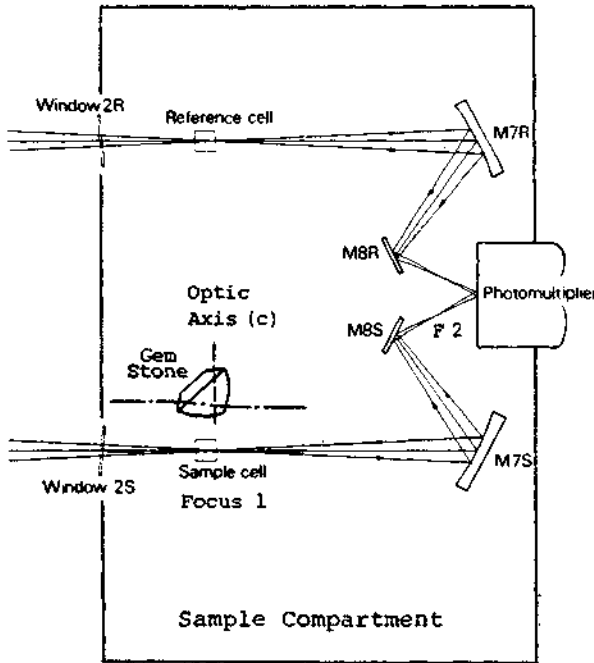 Window 2R
Reference cell
M7R
M8R
Optic
Axis (c)
Photomultiplier
M8S
F 2
Gem
Stone
M7S
Sample cell
Window 2S
Focus 1
Sample Compartment